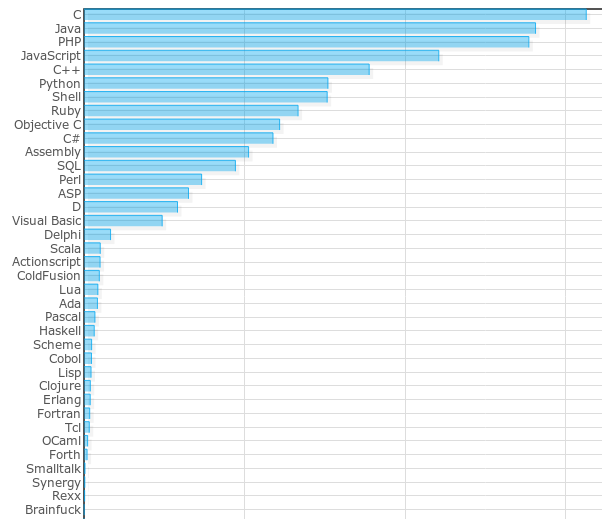 C
Java
PHP
JavaScript
C++
Python
Shell
Ruby
Objective C
C#
Assembly
SQL
Perl
ASP
D
Visual Basic
Delphi
Scala
Actionscript
ColdFusion
Lua
Ada
Pascal
Haskell
Scheme
Cobol
Lisp
Clojure
Erlang
Fortran
Tcl
OCaml
Forth
Smalltalk
Synergy
Rexx
Brainfuck